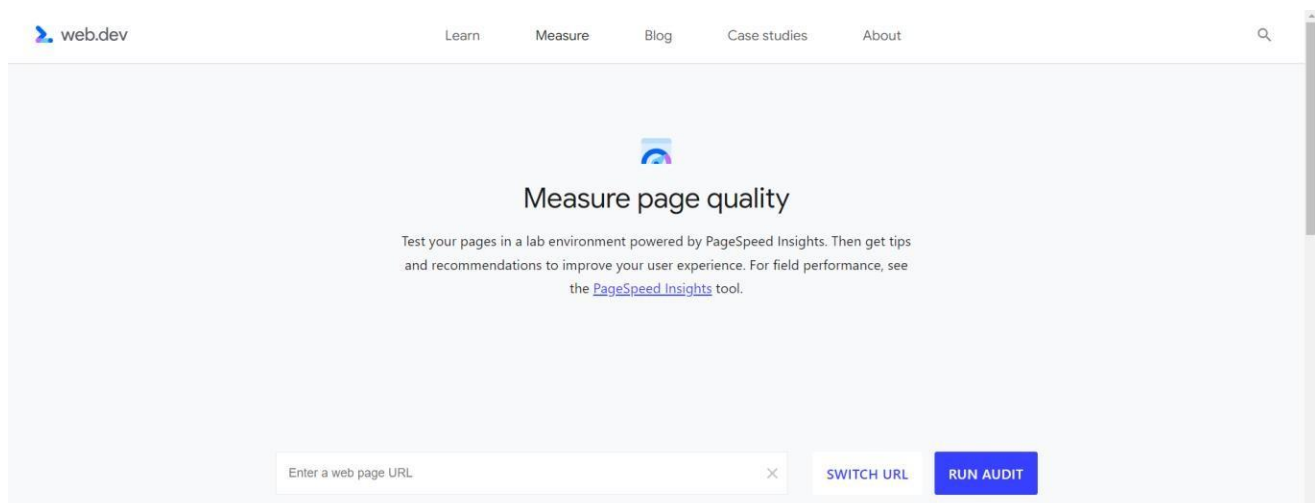 web.dev
Learn Measure Blog Case studies About
Measure page quality
Test your pages in a lab environment powered by PageSpeed Insights. Then get tips
and recommendations to improve your user experience. For field performance, see
the PageSpeed Insights tool.
Enter a web page URL
SWITCH URL
RUN AUDIT